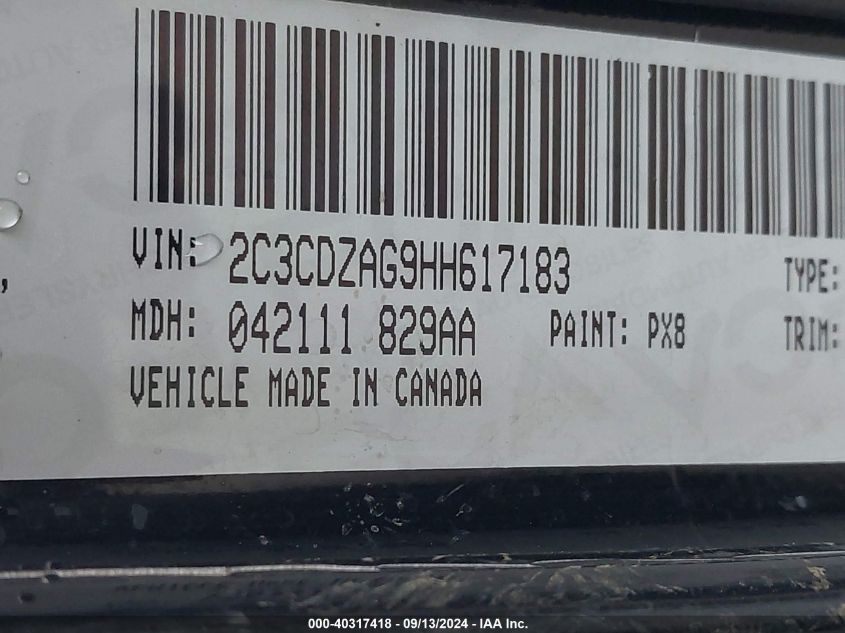 VIN: 2C3CDZAG9HH617183
TYPE:
MDH: 042111 829AA PAINT: PX8
TRIM:
VEHICLE MADE IN CANADA
000-40317418 - 09/13/2024 - IAA Inc.